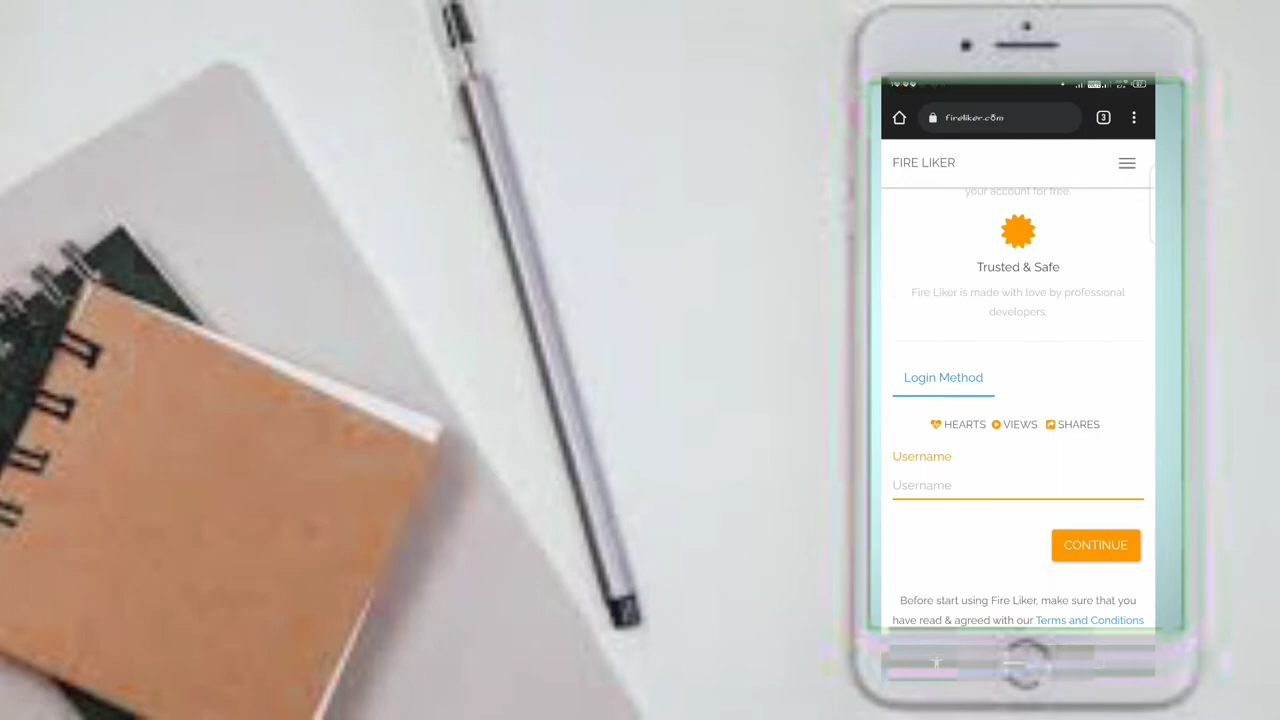 fireliker.com
3
FIRE LIKER
your account for free.
Trusted & Safe
Fire Liker is made with love by professional
developers.
Login Method
HEARTS VIEWS SHARES
Username
Username
CONTINUE
Before start using Fire Liker, make sure that you
have read & agreed with our Terms and Conditions